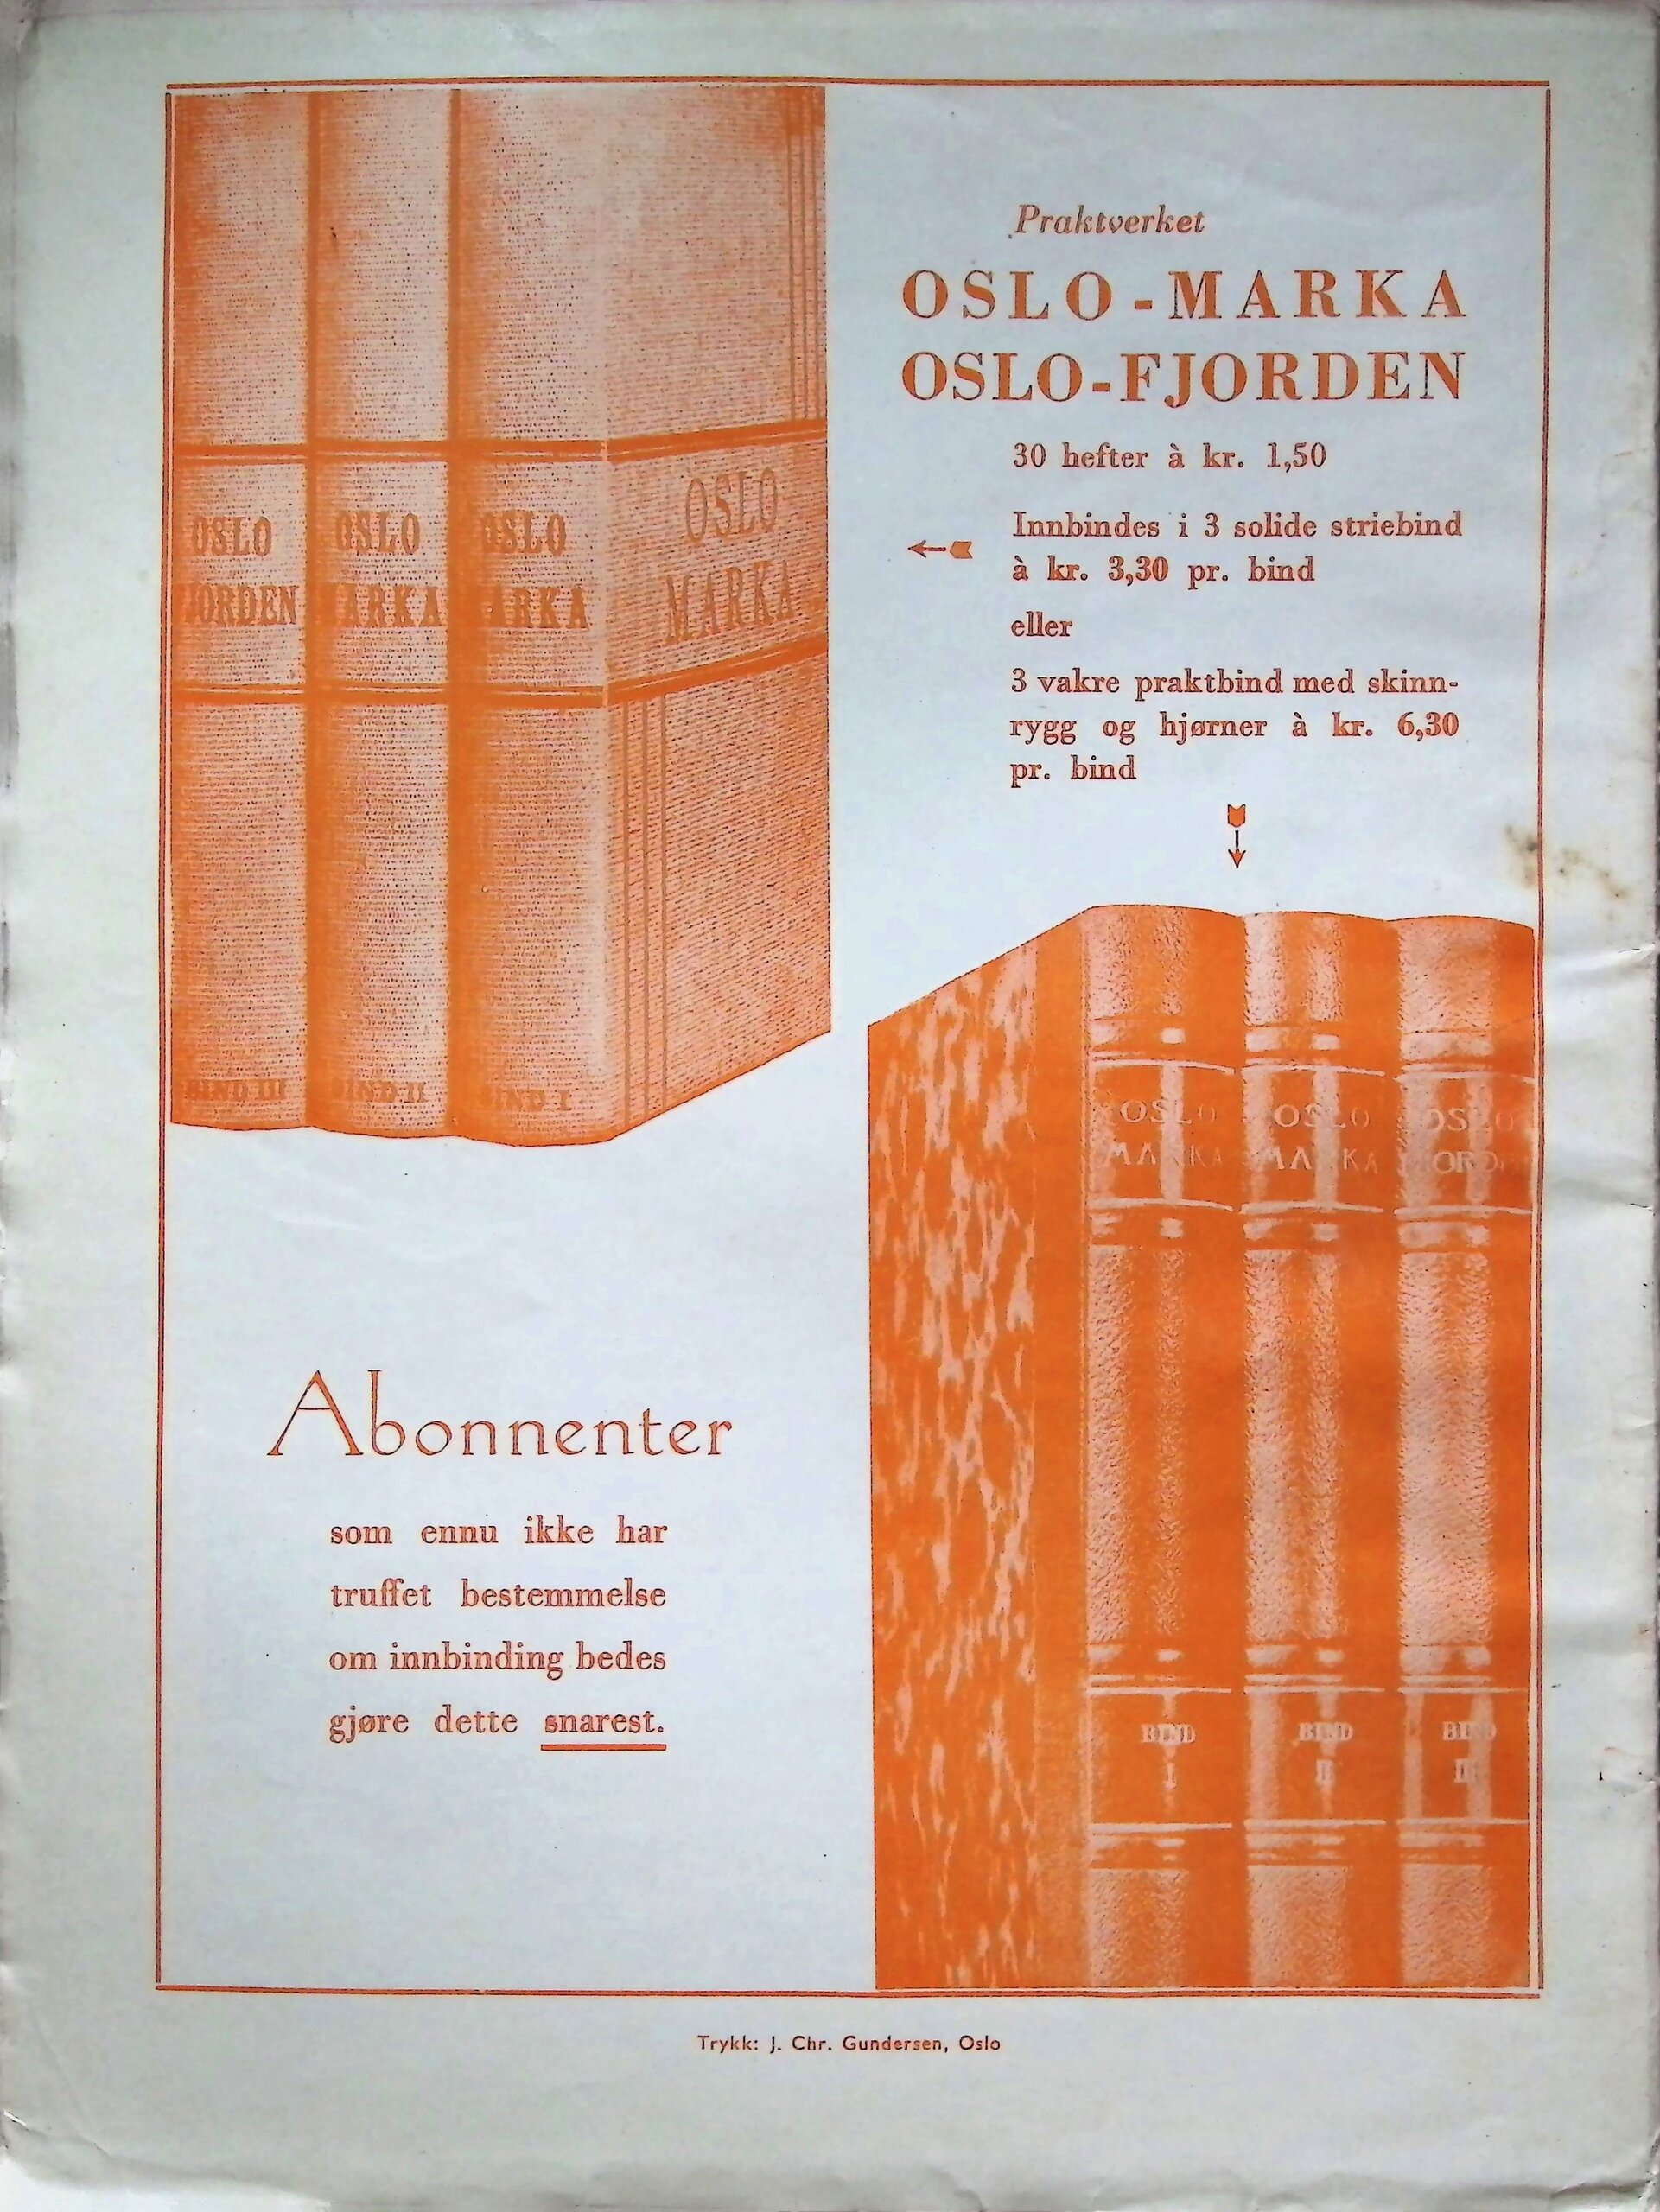 Praktverket
OSLO-MARKA
OSLO-FJORDEN
30 hefter à kr. 1,50
Innbindes i 3 solide striebind
à kr. 3,30 pr. bind
eller
3 vakre praktbind med skinn-
rygg og hjørner à kr. 6,30
pr. bind
OSLO
JORDEN
BIND III
OSLO
MARKA
BIND II
OSLO
MARKA
BIND I
OSLO
MARKA
OSLO
MARKA
BIND
I
OSLO
MARKA
BIND
II
OSLO
BIND
III
Abonnenter
som ennu ikke har
truffet bestemmelse
om innbinding bedes
gjøre dette snarest.
Trykk: J. Chr. Gundersen, Oslo